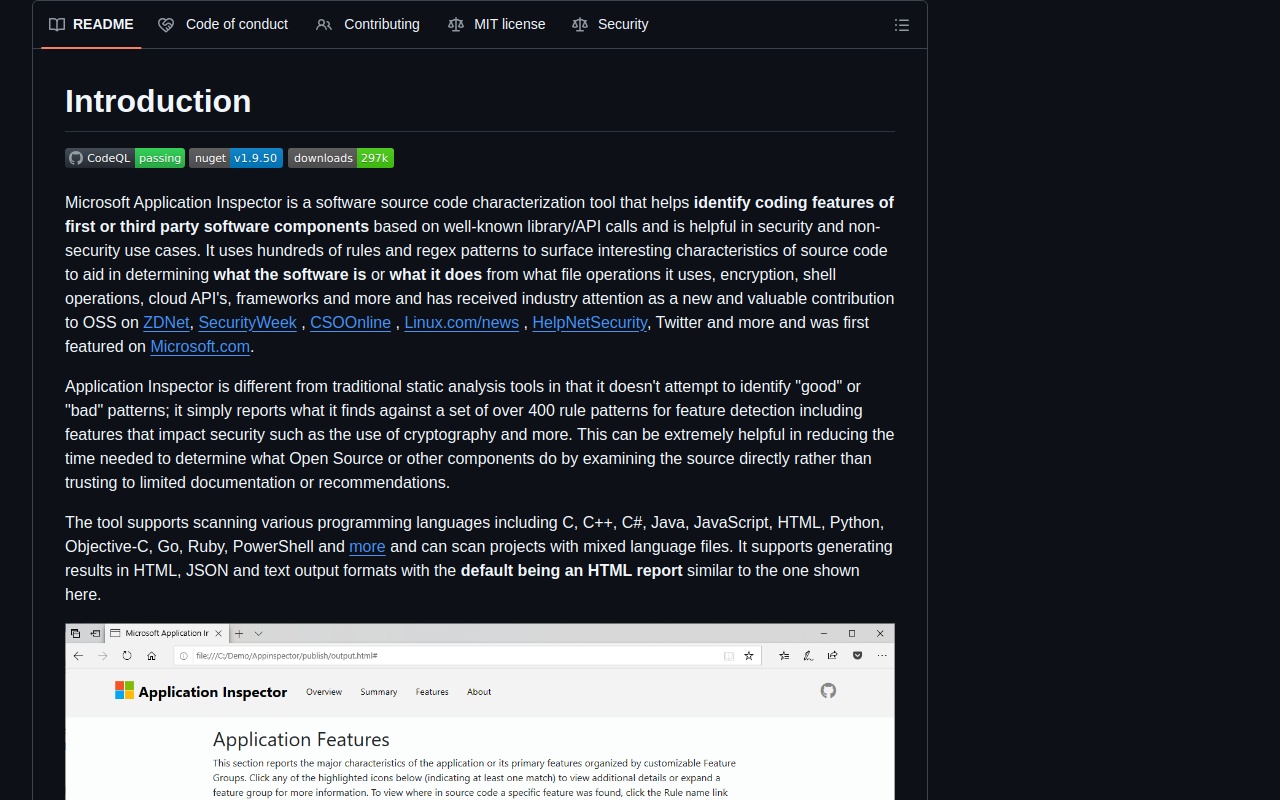 README Code of conduct Contributing MIT license Security
Introduction
CodeQL passing nuget v1.9.50 downloads 297k
Microsoft Application Inspector is a software source code characterization tool that helps identify coding features of
first or third party software components based on well-known library/API calls and is helpful in security and non-
security use cases. It uses hundreds of rules and regex patterns to surface interesting characteristics of source code
to aid in determining what the software is or what it does from what file operations it uses, encryption, shell
operations, cloud API's, frameworks and more and has received industry attention as a new and valuable contribution
to OSS on ZDNet, SecurityWeek , CSOOnline , Linux.com/news , HelpNetSecurity, Twitter and more and was first
featured on Microsoft.com.
Application Inspector is different from traditional static analysis tools in that it doesn't attempt to identify "good" or
"bad" patterns; it simply reports what it finds against a set of over 400 rule patterns for feature detection including
features that impact security such as the use of cryptography and more. This can be extremely helpful in reducing the
time needed to determine what Open Source or other components do by examining the source directly rather than
trusting to limited documentation or recommendations.
The tool supports scanning various programming languages including C, C++, C#, Java, JavaScript, HTML, Python,
Objective-C, Go, Ruby, PowerShell and more and can scan projects with mixed language files. It supports generating
results in HTML, JSON and text output formats with the default being an HTML report similar to the one shown
here.
Microsoft Application Ir
file:///C:/Demo/Appinspector/publish/output.html#
Application Inspector Overview Summary Features About
Application Features
This section reports the major characteristics of the application or its primary features organized by customizable Feature
Groups. Click any of the highlighted icons below (indicating at least one match) to view additional details or expand a
feature group for more information. To view where in source code a specific feature was found, click the Rule name link